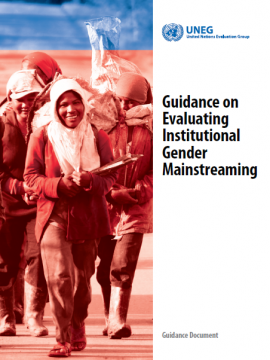 UNEG
United Nations Evaluation Group
Guidance on
Evaluating
Institutional
Gender
Mainstreaming
Guidance Document